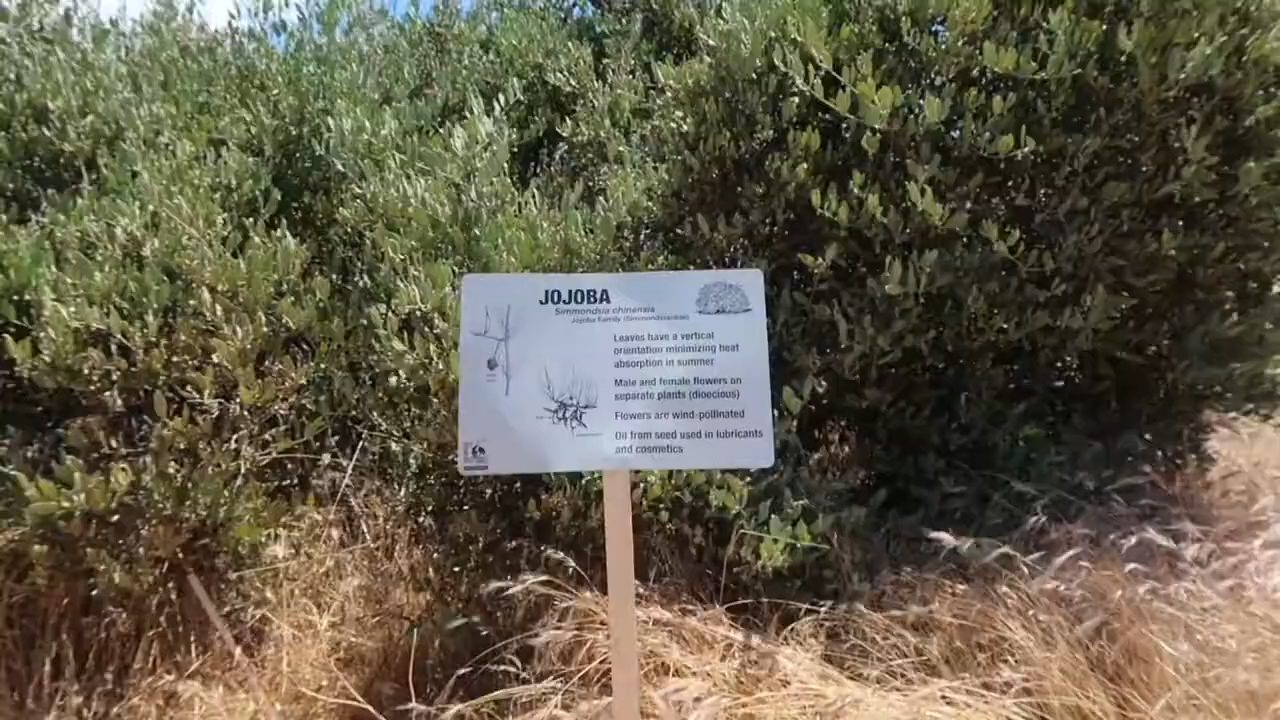 JOJOBA
Simmondsia chinensis
Jojoba Family (Simmondsiaceae)
Leaves have a vertical
orientation minimizing heat
absorption in summer
Male and female flowers on
separate plants (dioecious)
Flowers are wind-pollinated
Oil from seed used in lubricants
and cosmetics